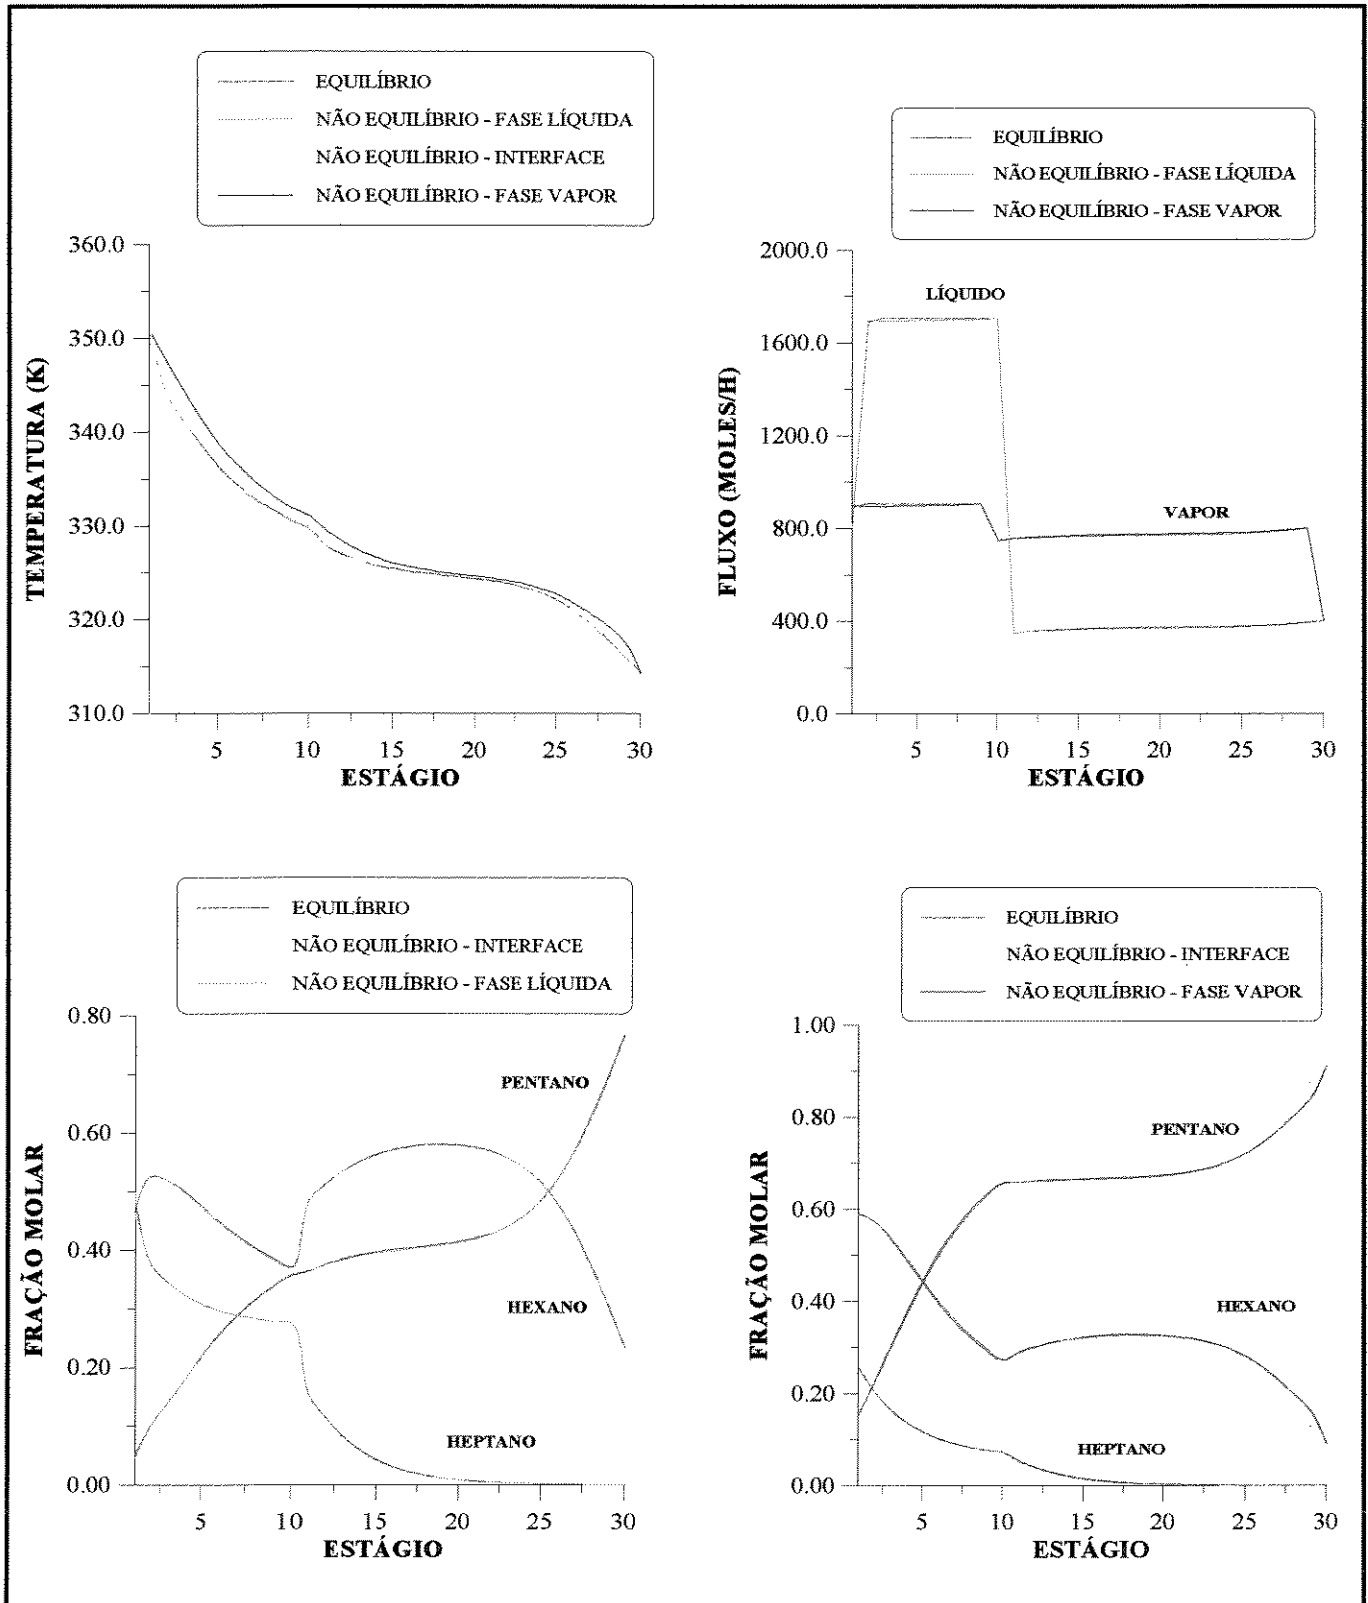 EQUILÍBRIO
NÃO EQUILÍBRIO - FASE LÍQUIDA
NÃO EQUILÍBRIO - INTERFACE
NÃO EQUILÍBRIO - FASE VAPOR
TEMPERATURA (K)
360.0
350.0
340.0
330.0
320.0
310.0
5 10 15 20 25 30
ESTÁGIO
EQUILÍBRIO
NÃO EQUILÍBRIO - FASE LÍQUIDA
NÃO EQUILÍBRIO - FASE VAPOR
FLUXO (MOLES/H)
2000.0
1600.0
1200.0
800.0
400.0
0.0
LÍQUIDO
VAPOR
5 10 15 20 25 30
ESTÁGIO
EQUILÍBRIO
NÃO EQUILÍBRIO - INTERFACE
NÃO EQUILÍBRIO - FASE LÍQUIDA
FRAÇÃO MOLAR
0.80
0.60
0.40
0.20
0.00
PENTANO
HEXANO
HEPTANO
5 10 15 20 25 30
ESTÁGIO
EQUILÍBRIO
NÃO EQUILÍBRIO - INTERFACE
NÃO EQUILÍBRIO - FASE VAPOR
FRAÇÃO MOLAR
1.00
0.80
0.60
0.40
0.20
0.00
PENTANO
HEXANO
HEPTANO
5 10 15 20 25 30
ESTÁGIO